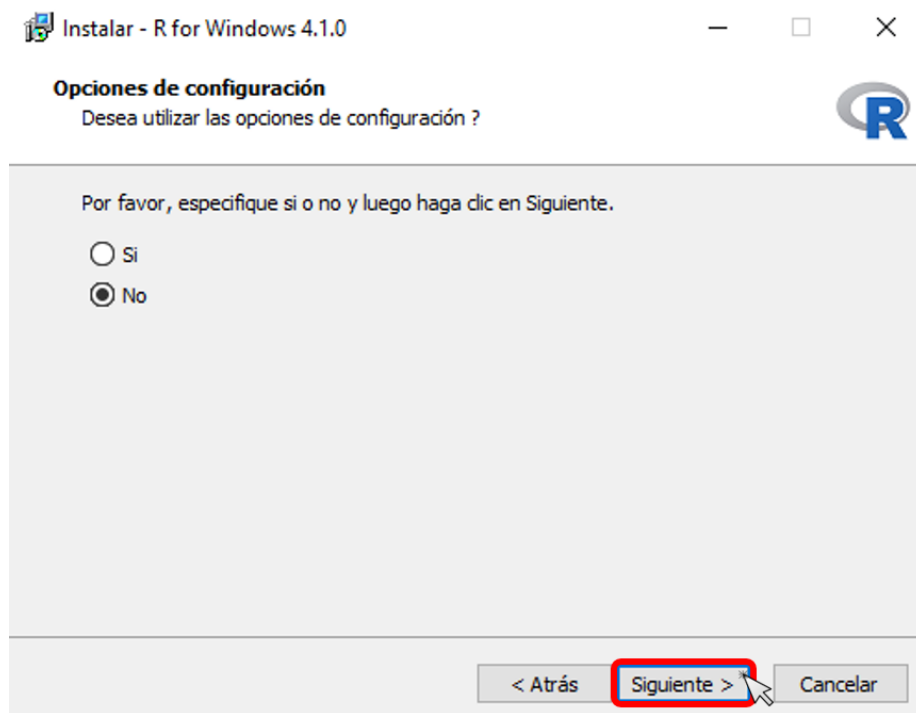 Instalar - R for Windows 4.1.0
Opciones de configuración
Desea utilizar las opciones de configuración ?
R
Por favor, especifique si o no y luego haga clic en Siguiente.
Si
No
< Atrás
Siguiente >
Cancelar